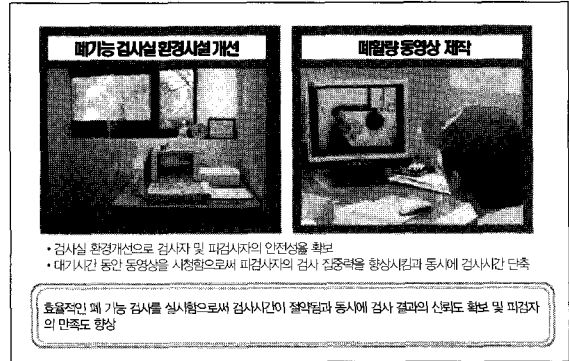 폐기능 검사실 환경시설 개선
폐활량 동영상 제작
• 검사실 환경개선으로 검사자 및 피검사자의 안전성을 확보
• 대기시간 동안 동영상을 시청함으로써 피검사자의 검사 집중력을 향상시킴과 동시에 검사시간 단축
효율적인 폐 기능 검사를 실시함으로써 검사시간이 절약됨과 동시에 검사 결과의 신뢰도 확보 및 피검자
의 만족도 향상